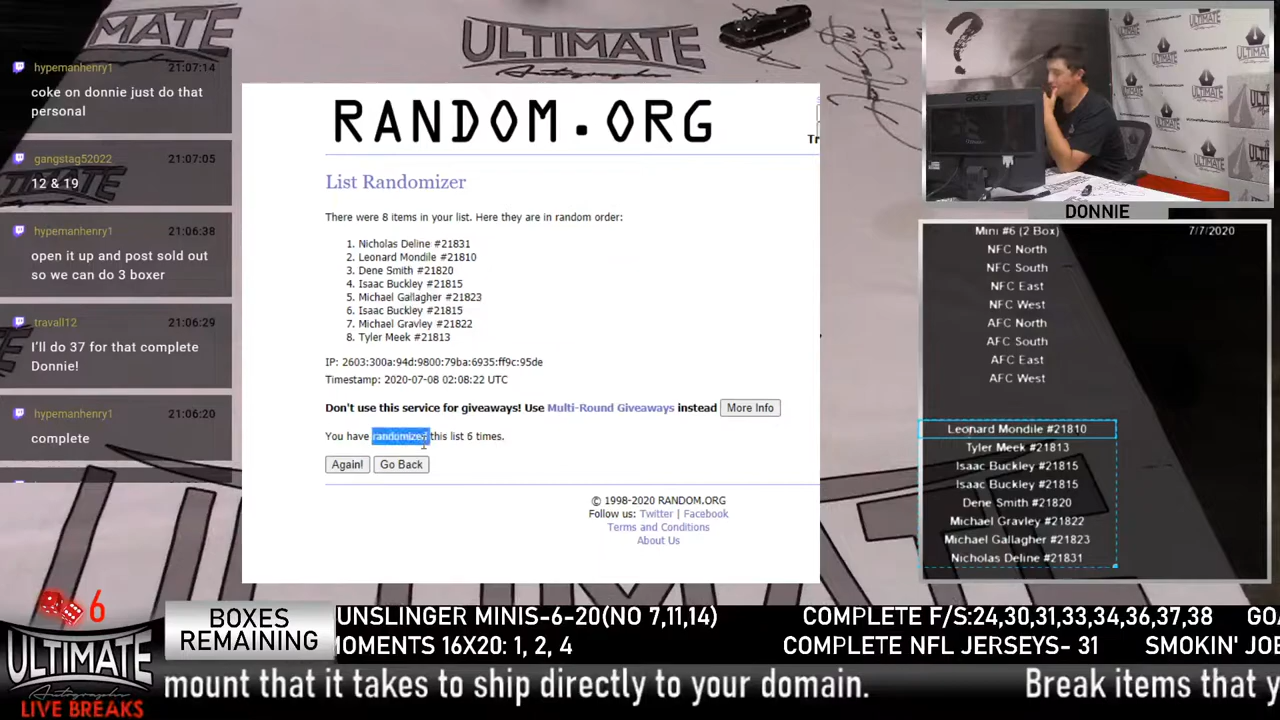 hypemanhenry1 21:07:14
coke on donnie just do that
personal
gangstag52022 21:07:05
12 & 19
hypemanhenry1 21:06:38
open it up and post sold out
so we can do 3 boxer
travall12 21:06:29
I'll do 37 for that complete
Donnie!
hypemanhenry1 21:06:20
complete
ULTIMATE
RANDOM.ORG
Tr
List Randomizer
There were 8 items in your list. Here they are in random order:
1. Nicholas Deline #21831
2. Leonard Mondile #21810
3. Dene Smith #21820
4. Isaac Buckley #21815
5. Michael Gallagher #21823
6. Isaac Buckley #21815
7. Michael Gravley #21822
8. Tyler Meek #21813
IP: 2603:300a:94d:9800:79ba:6935:ff9c:95de
Timestamp: 2020-07-08 02:08:22 UTC
Don't use this service for giveaways! Use Multi-Round Giveaways instead More Info
You have randomized this list 6 times.
Again! Go Back
© 1998-2020 RANDOM.ORG
Follow us: Twitter | Facebook
Terms and Conditions
About Us
acer
DONNIE
Mini #6 (2 Box) 7/7/2020
NFC North
NFC South
NFC East
NFC West
AFC North
AFC South
AFC East
AFC West
Leonard Mondile #21810
Tyler Meek #21813
Isaac Buckley #21815
Isaac Buckley #21815
Dene Smith #21820
Michael Gravley #21822
Michael Gallagher #21823
Nicholas Deline #21831
6
ULTIMATE
Autographs
LIVE BREAKS
BOXES
REMAINING
UNSLINGER MINIS-6-20(NO 7,11,14) COMPLETE F/S:24,30,31,33,34,36,37,38 GOA
MOMENTS 16X20: 1, 2, 4 COMPLETE NFL JERSEYS- 31 SMOKIN' JOE
mount that it takes to ship directly to your domain. Break items that y